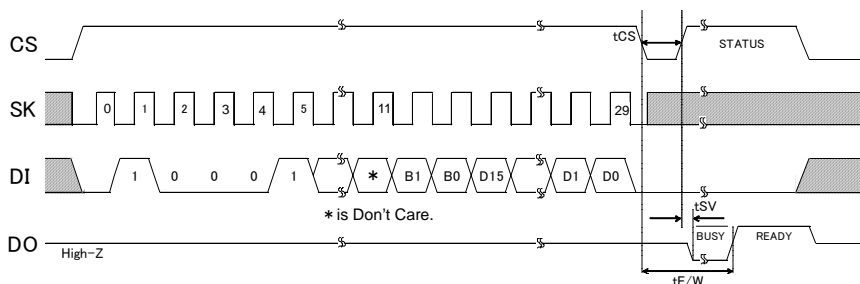 CS
tCS
STATUS
SK
0 1 2 3 4 5 11 29
DI
1 0 0 0 1 * B1 B0 D15 D1 D0
* is Don't Care.
tSV
DO
High-Z
BUSY
READY
tE/W